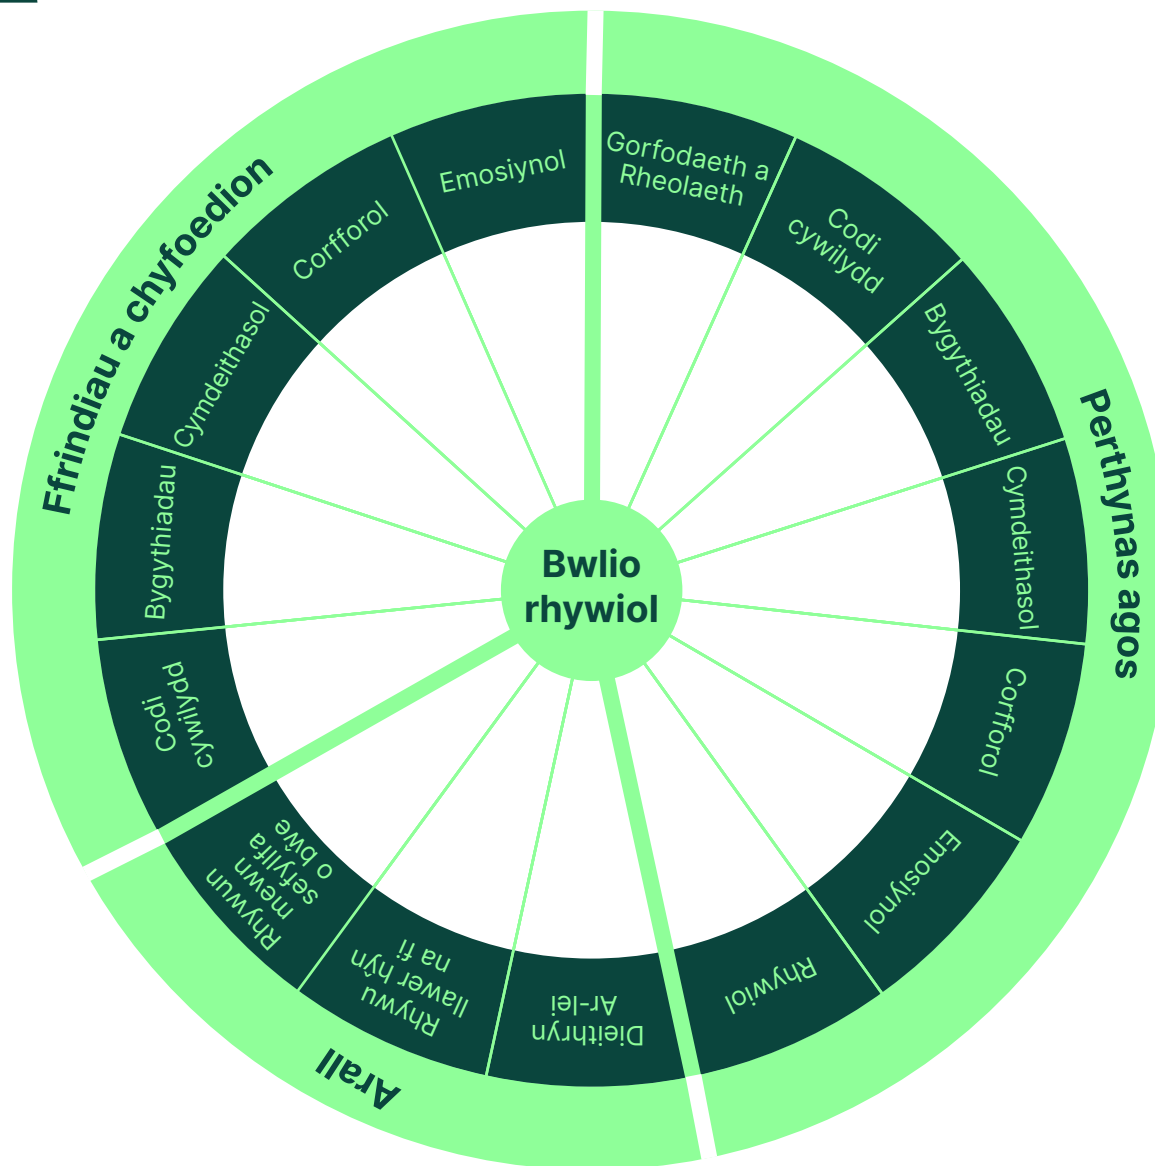 Bwlio
rhywiol
Perthynas agos
Gorfodaeth a
Rheolaeth
Codi
cywilydd
Bygythiadau
Cymdeithasol
Corfforol
Emosiynol
Rhywiol
Arall
Dieithryn
Ar-lei
Rhywu
llawer hŷn
na fi
Rhywun
mewn
sefyllfa
o bŵe
Ffrindiau a chyfoedion
Codi
cywilydd
Bygythiadau
Cymdeithasol
Corfforol
Emosiynol